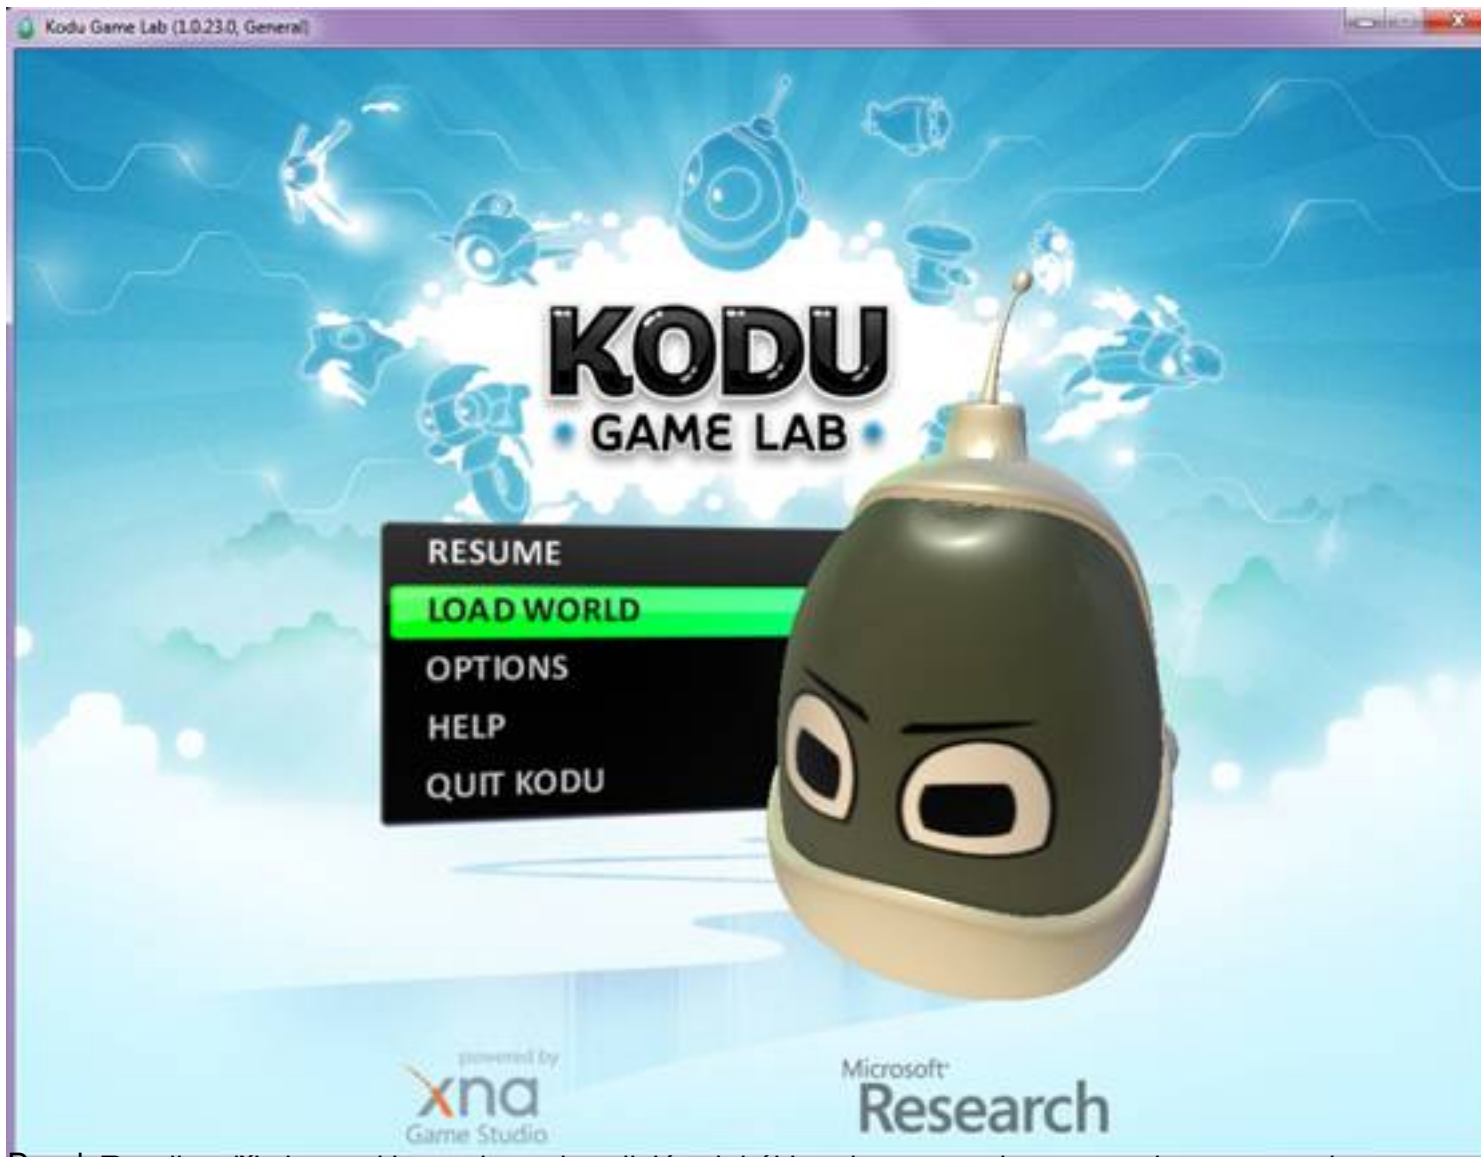 Kodu Game Lab (1.0.23.0, General)
KODU
GAME LAB
RESUME
LOAD WORLD
OPTIONS
HELP
QUIT KODU
powered by
xna
Game Studio
Microsoft
Research